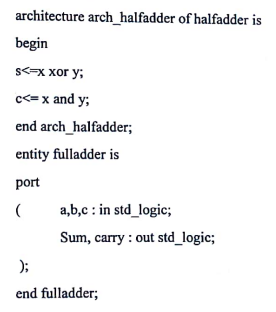 architecture arch_halfadder of halfadder is
begin
s<=x xor y;
c<= x and y;
end arch_halfadder;
entity fulladder is
port
( a,b,c : in std_logic;
Sum, carry : out std_logic;
);
end fulladder;